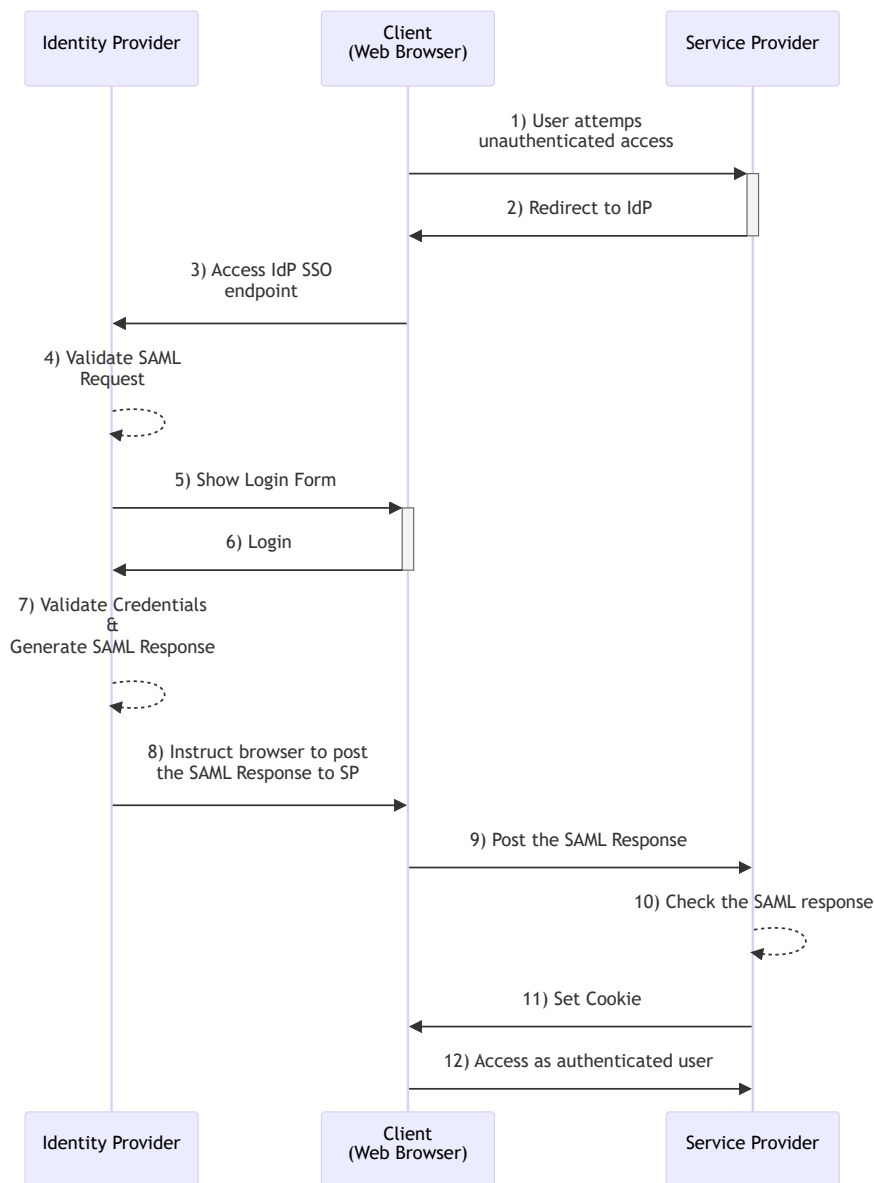 Identity Provider
Client
(Web Browser)
Service Provider
1) User attemps
unauthenticated access
2) Redirect to IdP
3) Access IdP SSO
endpoint
4) Validate SAML
Request
5) Show Login Form
6) Login
7) Validate Credentials
&
Generate SAML Response
8) Instruct browser to post
the SAML Response to SP
9) Post the SAML Response
10) Check the SAML response
11) Set Cookie
12) Access as authenticated user
Identity Provider
Client
(Web Browser)
Service Provider